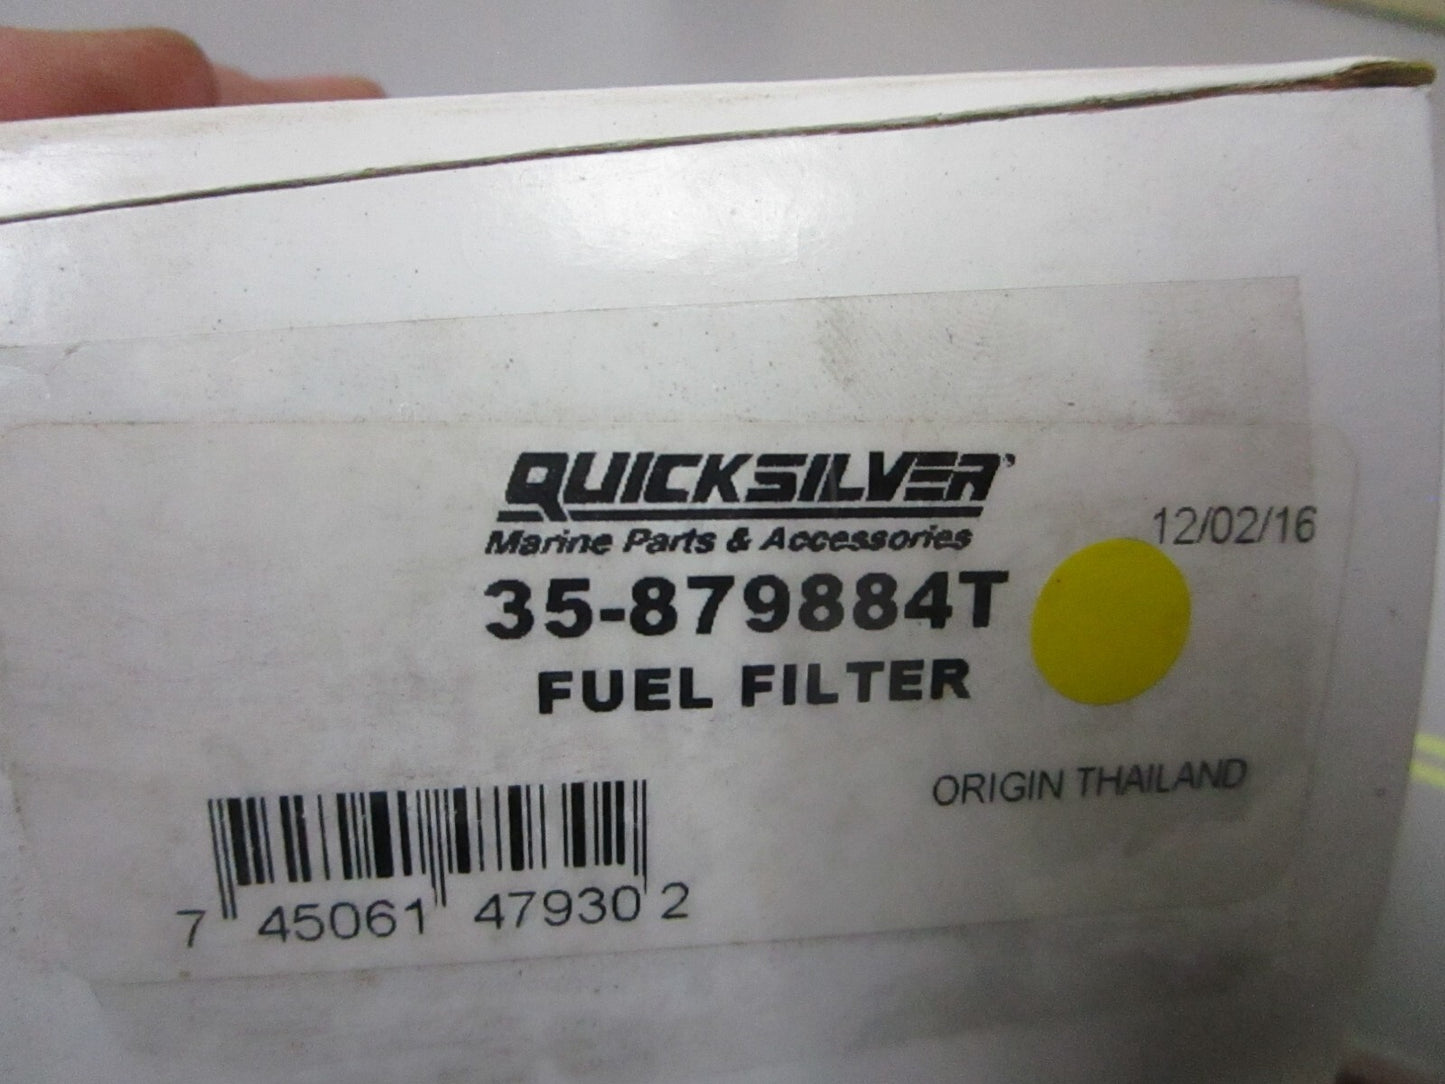 QUICKSILVER
Marine Parts & Accessories
12/02/16
35-879884T
FUEL FILTER
ORIGIN THAILAND
7 45061 47930 2